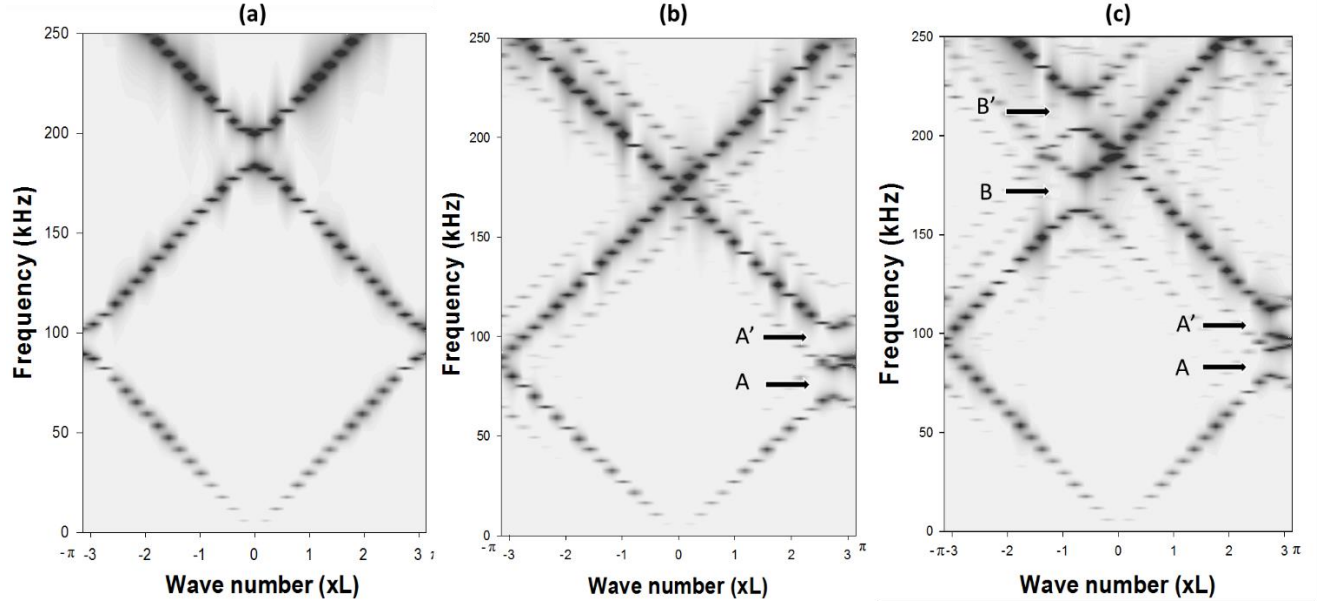 (a)
250
200
150
100
50
0
Frequency (kHz)
-π -3 -2 -1 0 1 2 3
Wave number (xL)
(b)
250
200
150
100
50
0
Frequency (kHz)
A'
A
-π -3 -2 -1 0 1 2 3 π
Wave number (xL)
(c)
250
200
150
100
50
0
Frequency (kHz)
B'
B
A'
A
-π -3 -2 -1 0 1 2 3 π
Wave number (xL)